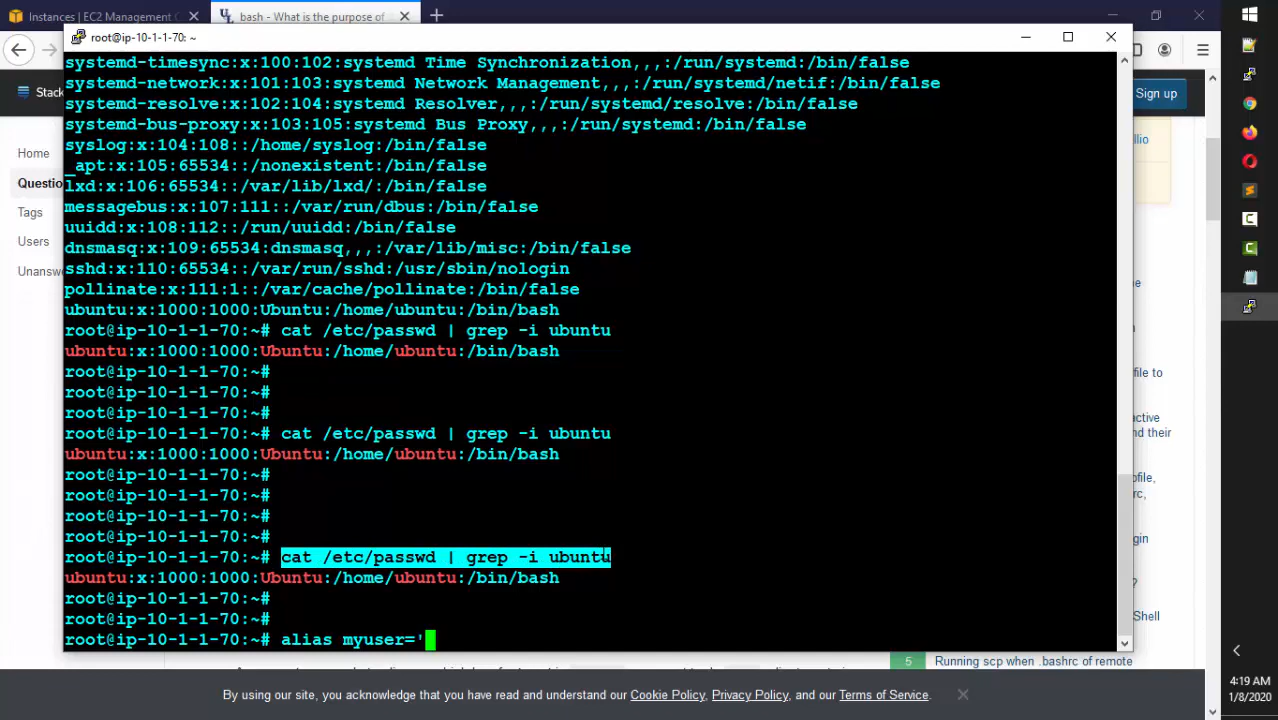 Instances | EC2 Management C
bash - What is the purpose of
root@ip-10-1-1-70: ~
systemd-timesync:x:100:102:systemd Time Synchronization,,,:/run/systemd:/bin/false
systemd-network:x:101:103:systemd Network Management,,,:/run/systemd/netif:/bin/false
systemd-resolve:x:102:104:systemd Resolver,,,:/run/systemd/resolve:/bin/false
systemd-bus-proxy:x:103:105:systemd Bus Proxy,,,:/run/systemd:/bin/false
syslog:x:104:108::/home/syslog:/bin/false
_apt:x:105:65534::/nonexistent:/bin/false
lxd:x:106:65534::/var/lib/lxd/:/bin/false
messagebus:x:107:111::/var/run/dbus:/bin/false
uuidd:x:108:112::/run/uuidd:/bin/false
dnsmasq:x:109:65534:dnsmasq,,,:/var/lib/misc:/bin/false
sshd:x:110:65534::/var/run/sshd:/usr/sbin/nologin
pollinate:x:111:1::/var/cache/pollinate:/bin/false
ubuntu:x:1000:1000:Ubuntu:/home/ubuntu:/bin/bash
root@ip-10-1-1-70:~# cat /etc/passwd | grep -i ubuntu
ubuntu:x:1000:1000:Ubuntu:/home/ubuntu:/bin/bash
root@ip-10-1-1-70:~#
root@ip-10-1-1-70:~#
root@ip-10-1-1-70:~#
root@ip-10-1-1-70:~# cat /etc/passwd | grep -i ubuntu
ubuntu:x:1000:1000:Ubuntu:/home/ubuntu:/bin/bash
root@ip-10-1-1-70:~#
root@ip-10-1-1-70:~#
root@ip-10-1-1-70:~#
root@ip-10-1-1-70:~#
root@ip-10-1-1-70:~# cat /etc/passwd | grep -i ubuntu
ubuntu:x:1000:1000:Ubuntu:/home/ubuntu:/bin/bash
root@ip-10-1-1-70:~#
root@ip-10-1-1-70:~#
root@ip-10-1-1-70:~# alias myuser='
Stack
Home
Questio
Tags
Users
Unansw
Sign up
llio
e
file to
active
nd their
ofile,
rc,
gin
?
Shell
5 Running scp when .bashrc of remote
By using our site, you acknowledge that you have read and understand our Cookie Policy, Privacy Policy, and our Terms of Service.
4:19 AM
1/8/2020